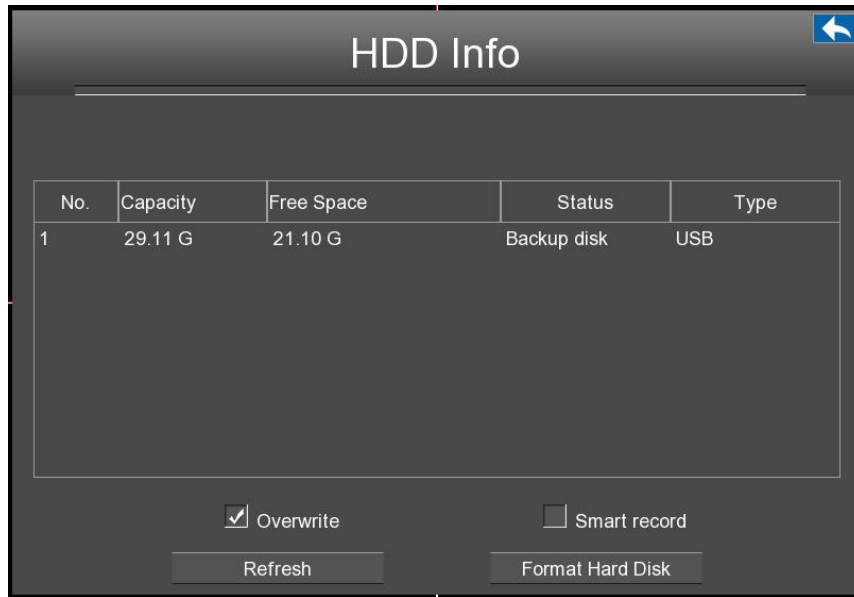 HDD Info
No. Capacity Free Space Status Type
1 29.11 G 21.10 G Backup disk USB
Overwrite Smart record
Refresh Format Hard Disk